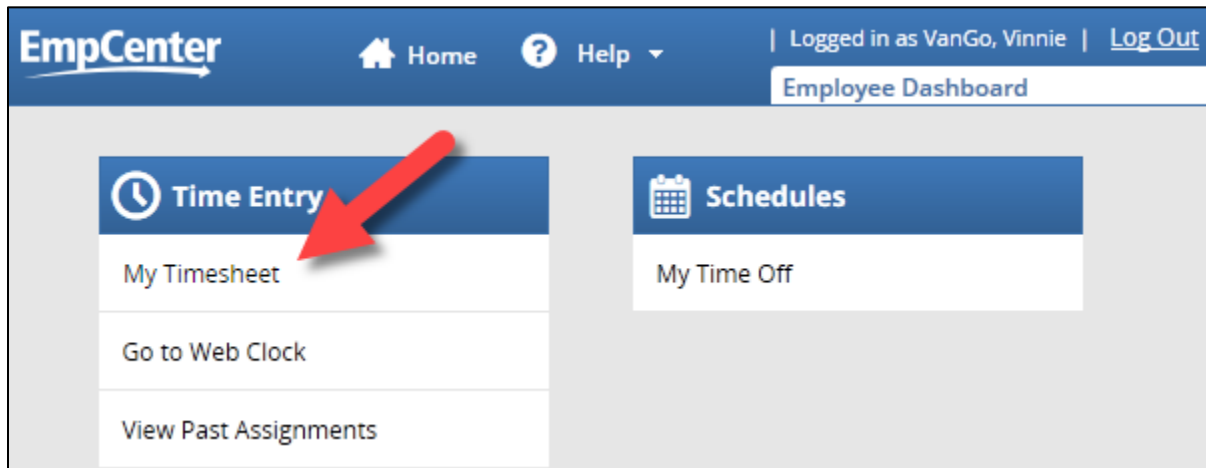 EmpCenter
Home
Help
| Logged in as VanGo, Vinnie | Log Out
Employee Dashboard
Time Entry
My Timesheet
Go to Web Clock
View Past Assignments
Schedules
My Time Off